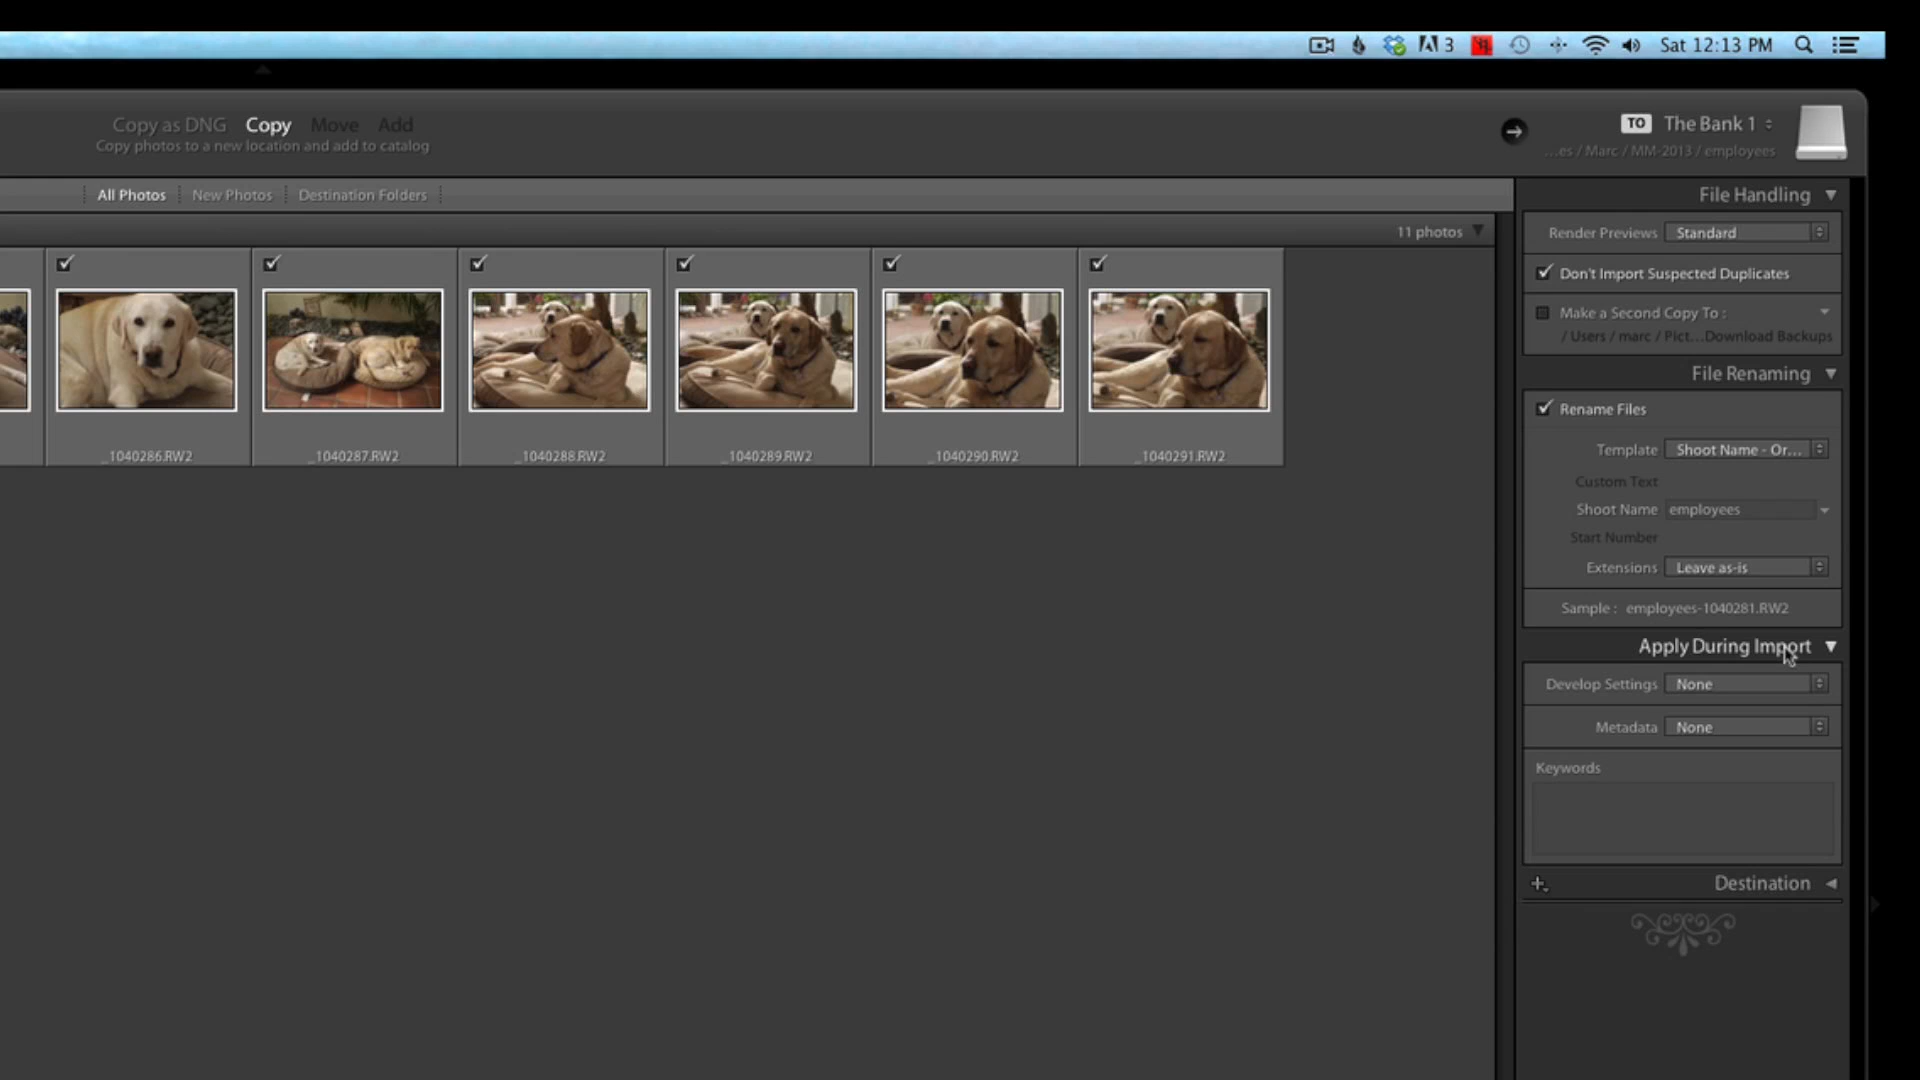 3 Sat 12:13 PM
Copy as DNG Copy Move Add
Copy photos to a new location and add to catalog
TO The Bank 1
...es / Marc / MM-2013 / employees
All Photos New Photos Destination Folders
11 photos
_1040286.RW2 _1040287.RW2 _1040288.RW2 _1040289.RW2 _1040290.RW2 _1040291.RW2
File Handling
Render Previews Standard
Don't Import Suspected Duplicates
Make a Second Copy To :
/ Users / marc / Pict...Download Backups
File Renaming
Rename Files
Template Shoot Name - Or...
Custom Text
Shoot Name employees
Start Number
Extensions Leave as-is
Sample : employees-1040281.RW2
Apply During Import
Develop Settings None
Metadata None
Keywords
Destination